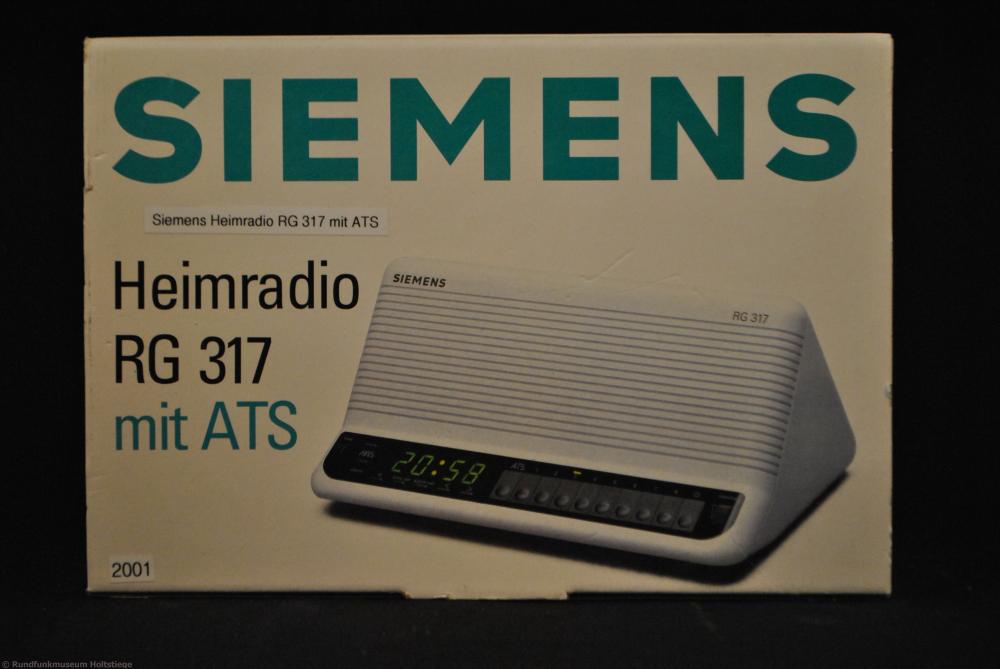 SIEMENS
Siemens Heimradio RG 317 mit ATS
Heimradio
RG 317
mit ATS
SIEMENS
RG 317
20:58
ATS
2001
© Rundfunkmuseum Holtstiege